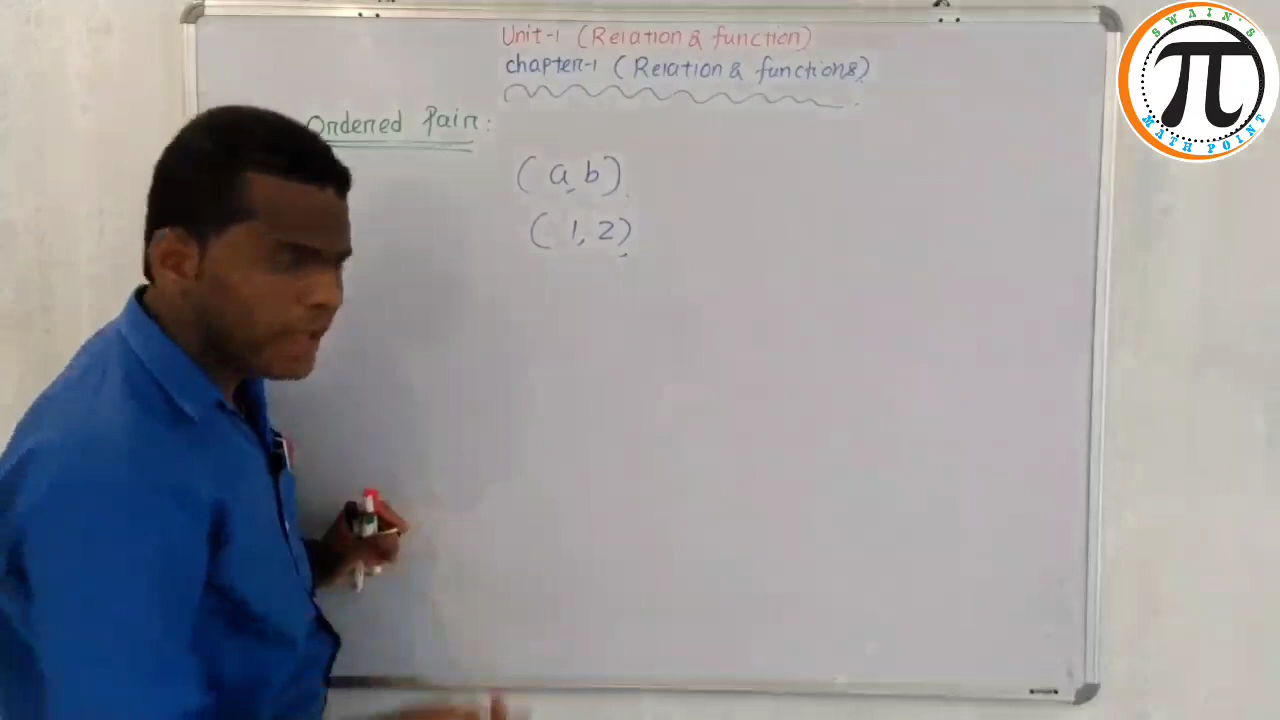 Unit-1 (Relation & function)
chapter-1 (Relation & functions)
Ordered Pair:
(a, b)
(1, 2)
SWAIN'S
π
MATH POINT